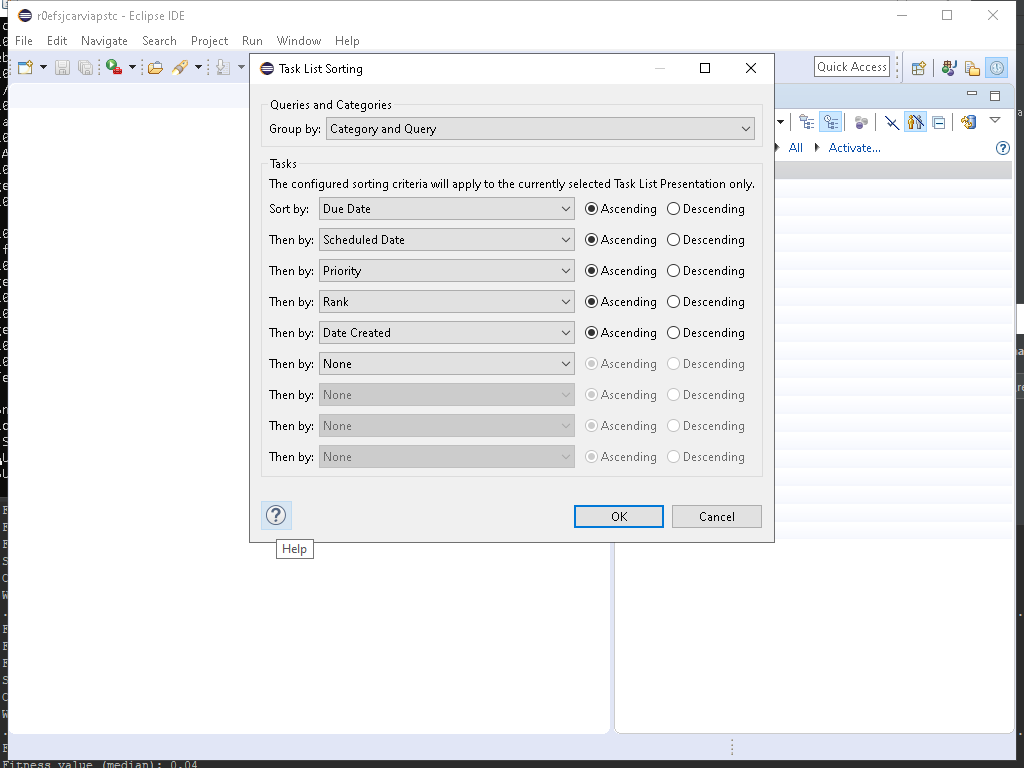 r0efsjcarviapstc - Eclipse IDE
File Edit Navigate Search Project Run Window Help
Quick Access
Task List Sorting
Queries and Categories
Group by: Category and Query
All Activate...
Tasks
The configured sorting criteria will apply to the currently selected Task List Presentation only.
Sort by: Due Date Ascending Descending
Then by: Scheduled Date Ascending Descending
Then by: Priority Ascending Descending
Then by: Rank Ascending Descending
Then by: Date Created Ascending Descending
Then by: None Ascending Descending
Then by: None Ascending Descending
Then by: None Ascending Descending
Then by: None Ascending Descending
? OK Cancel
Help
Fitness value (median): 0.04